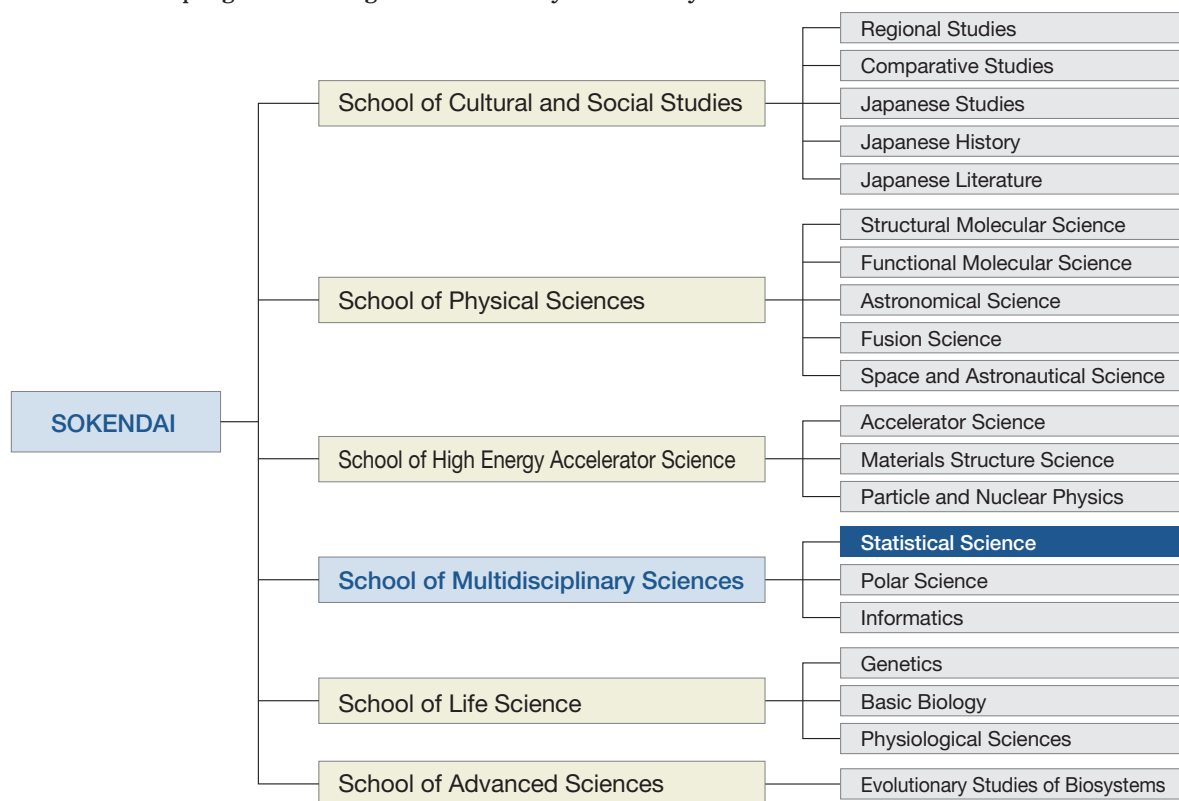 Regional Studies
Comparative Studies
School of Cultural and Social Studies
Japanese Studies
Japanese History
Japanese Literature
Structural Molecular Science
Functional Molecular Science
School of Physical Sciences
Astronomical Science
Fusion Science
Space and Astronautical Science
SOKENDAI
Accelerator Science
School of High Energy Accelerator Science
Materials Structure Science
Particle and Nuclear Physics
Statistical Science
School of Multidisciplinary Sciences
Polar Science
Informatics
Genetics
School of Life Science
Basic Biology
Physiological Sciences
School of Advanced Sciences
Evolutionary Studies of Biosystems